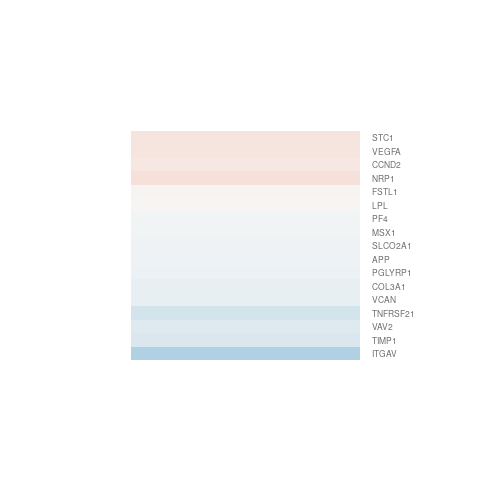 STC1
VEGFA
CCND2
NRP1
FSTL1
LPL
PF4
MSX1
SLCO2A1
APP
PGLYRP1
COL3A1
VCAN
TNFRSF21
VAV2
TIMP1
ITGAV